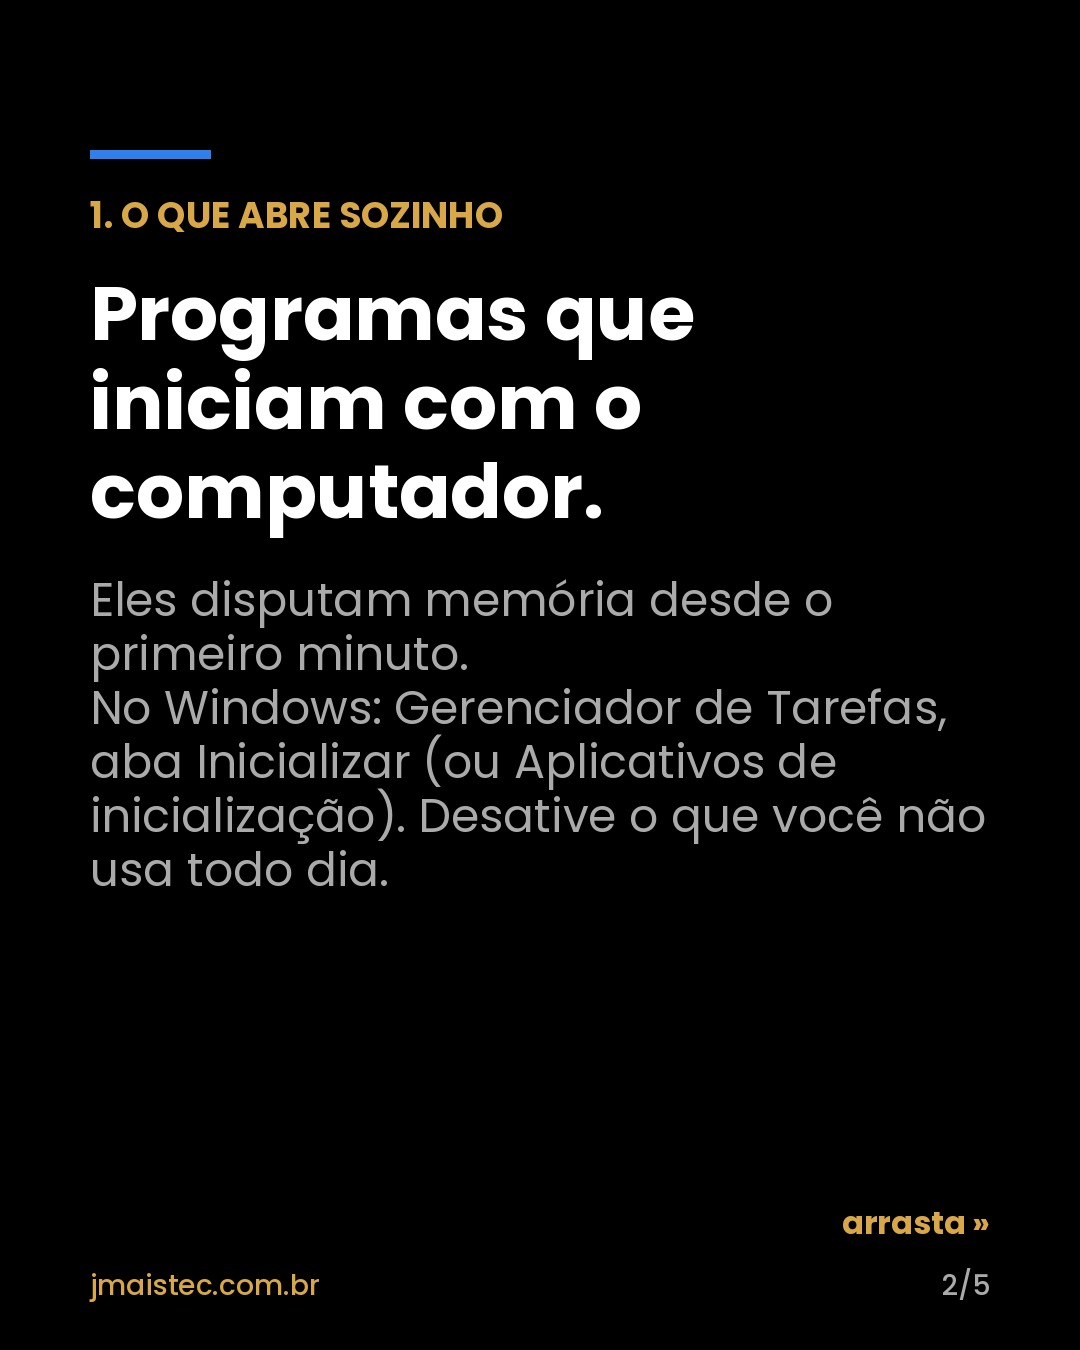 1. O QUE ABRE SOZINHO
Programas que
iniciam com o
computador.
Eles disputam memória desde o
primeiro minuto.
No Windows: Gerenciador de Tarefas,
aba Inicializar (ou Aplicativos de
inicialização). Desative o que você não
usa todo dia.
arrasta »
jmaistec.com.br
2/5